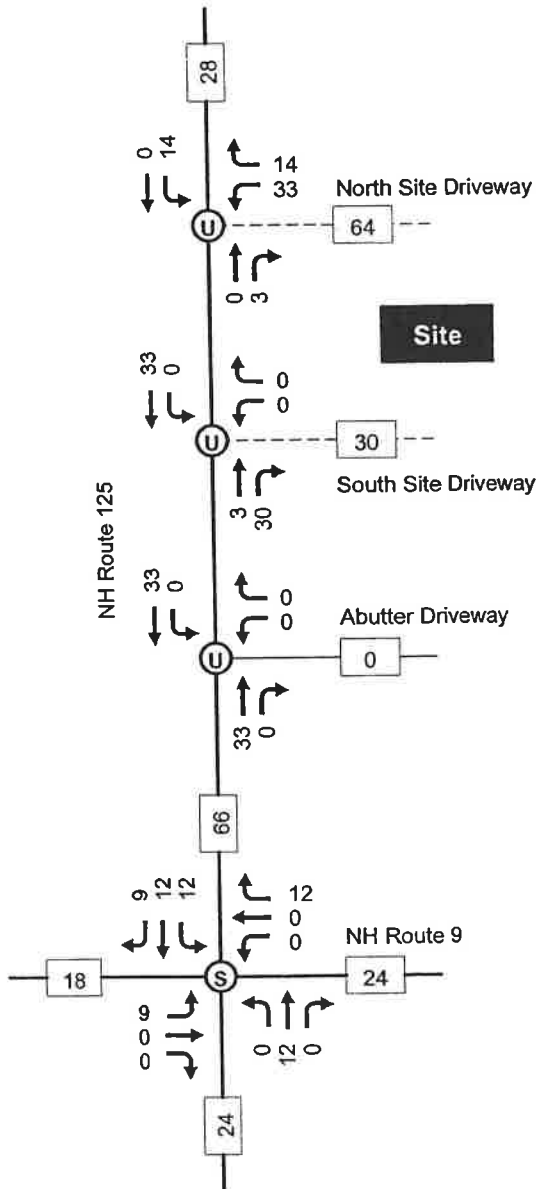 28
0 14
14
33
North Site Driveway
U
64
0 3
Site
33 0
0
0
U
30
South Site Driveway
3 30
NH Route 125
33 0
0
0
Abutter Driveway
U
0
33 0
66
9 12 12
12
0
0
NH Route 9
18
S
24
9
0
0
0 12 0
24